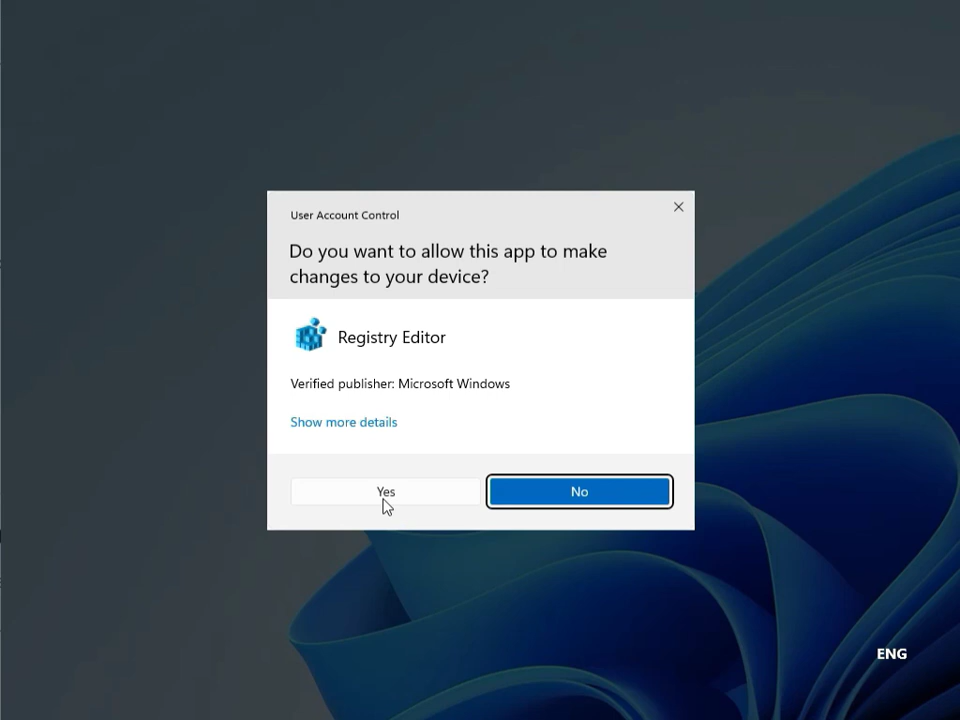 User Account Control
Do you want to allow this app to make
changes to your device?
Registry Editor
Verified publisher: Microsoft Windows
Show more details
Yes
No
ENG